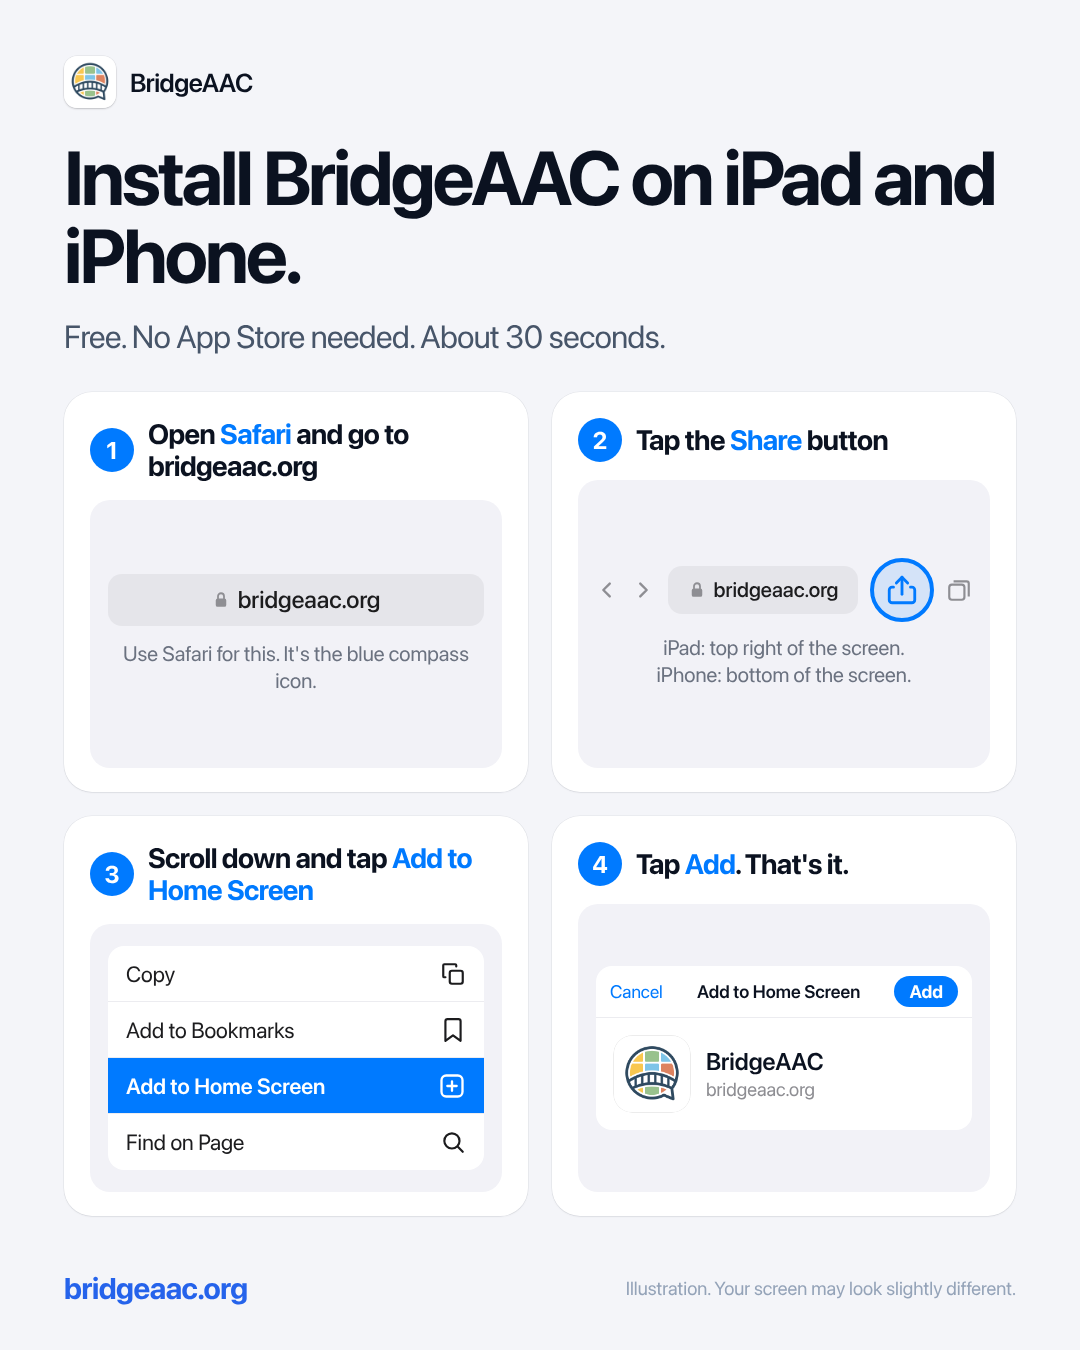 BridgeAAC
Install BridgeAAC on iPad and
iPhone.
Free. No App Store needed. About 30 seconds.
1
Open Safari and go to
bridgeaac.org
bridgeaac.org
Use Safari for this. It's the blue compass
icon.
2
Tap the Share button
bridgeaac.org
iPad: top right of the screen.
iPhone: bottom of the screen.
3
Scroll down and tap Add to
Home Screen
Copy
Add to Bookmarks
Add to Home Screen
Find on Page
4
Tap Add. That's it.
Cancel Add to Home Screen Add
BridgeAAC
bridgeaac.org
bridgeaac.org
Illustration. Your screen may look slightly different.